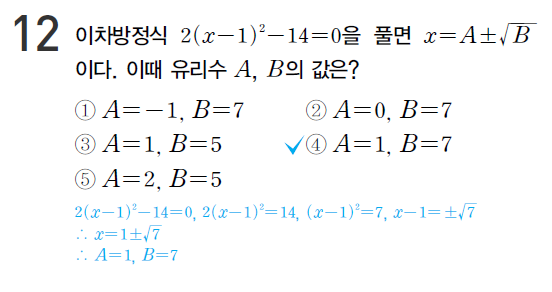 12 이차방정식 2(x-1)²-14=0을 풀면 x=A±√B
이다. 이때 유리수 A, B의 값은?
① A=-1, B=7 ② A=0, B=7
③ A=1, B=5 ✓④ A=1, B=7
⑤ A=2, B=5
2(x-1)²-14=0, 2(x-1)²=14, (x-1)²=7, x-1=±√7
∴ x=1±√7
∴ A=1, B=7